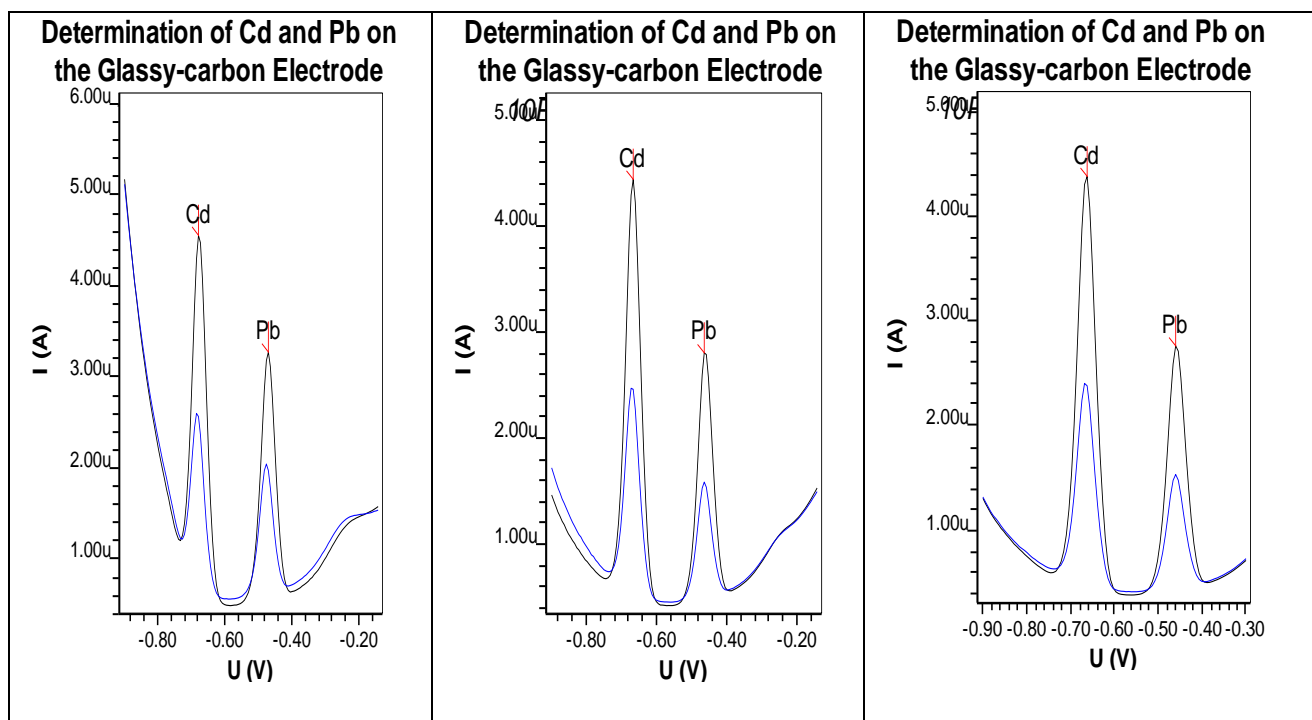 Determination of Cd and Pb on
the Glassy-carbon Electrode
6.00u
5.00u
4.00u
3.00u
2.00u
1.00u
Cd
Pb
I (A)
-0.80
-0.60
-0.40
-0.20
U (V)
Determination of Cd and Pb on
the Glassy-carbon Electrode
5.00u
4.00u
3.00u
2.00u
1.00u
Cd
Pb
I (A)
-0.80
-0.60
-0.40
-0.20
U (V)
Determination of Cd and Pb on
the Glassy-carbon Electrode
5.00u
4.00u
3.00u
2.00u
1.00u
Cd
Pb
I (A)
-0.90 -0.80 -0.70 -0.60 -0.50 -0.40 -0.30
U (V)